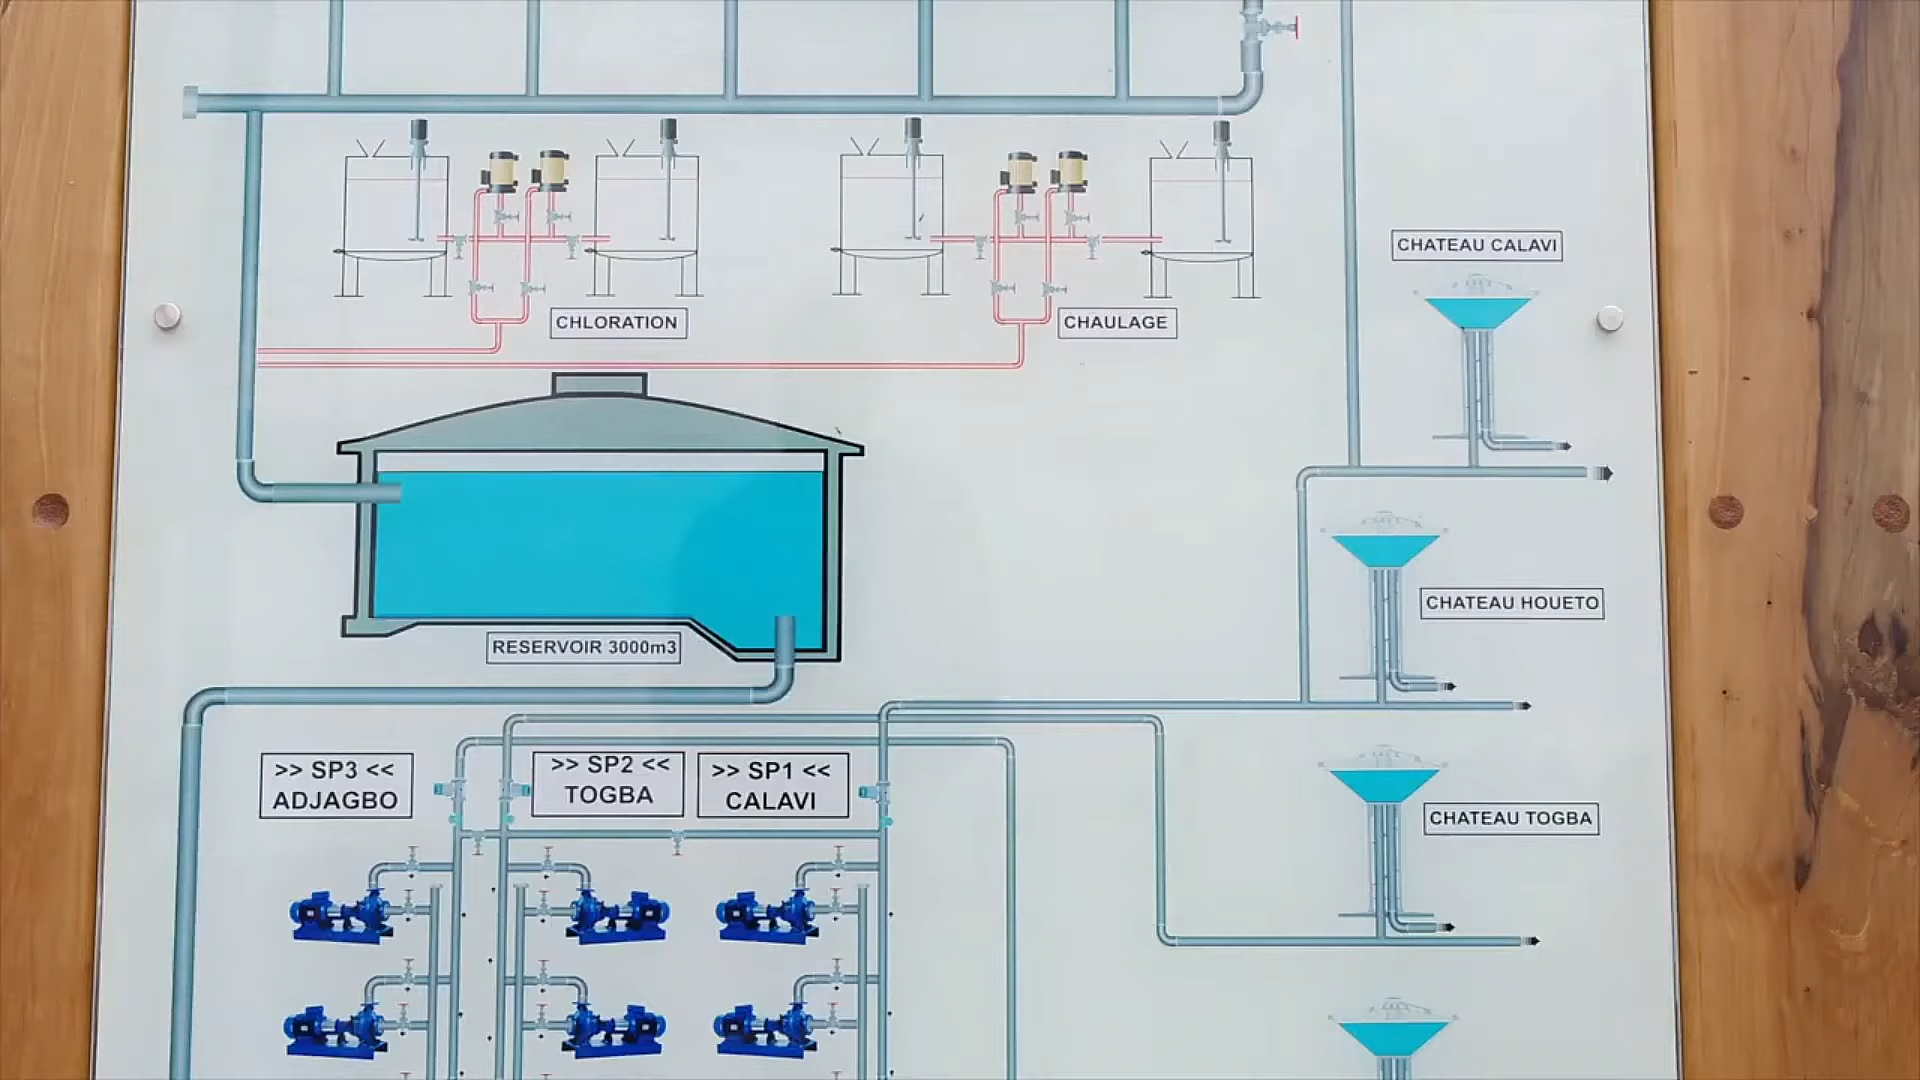 CHATEAU CALAVI
CHLORATION
CHAULAGE
CHATEAU HOUETO
RESERVOIR 3000m3
>> SP3 <<
ADJAGBO
>> SP2 <<
TOGBA
>> SP1 <<
CALAVI
CHATEAU TOGBA